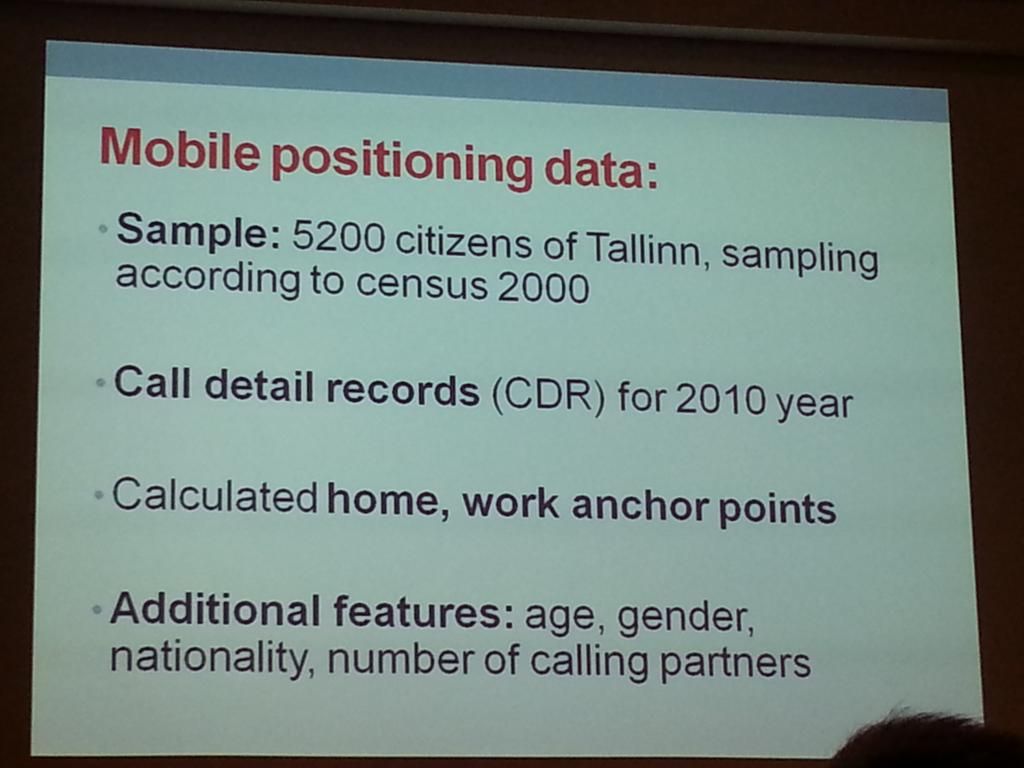 Mobile positioning data:
• Sample: 5200 citizens of Tallinn, sampling
according to census 2000
• Call detail records (CDR) for 2010 year
• Calculated home, work anchor points
• Additional features: age, gender,
nationality, number of calling partners